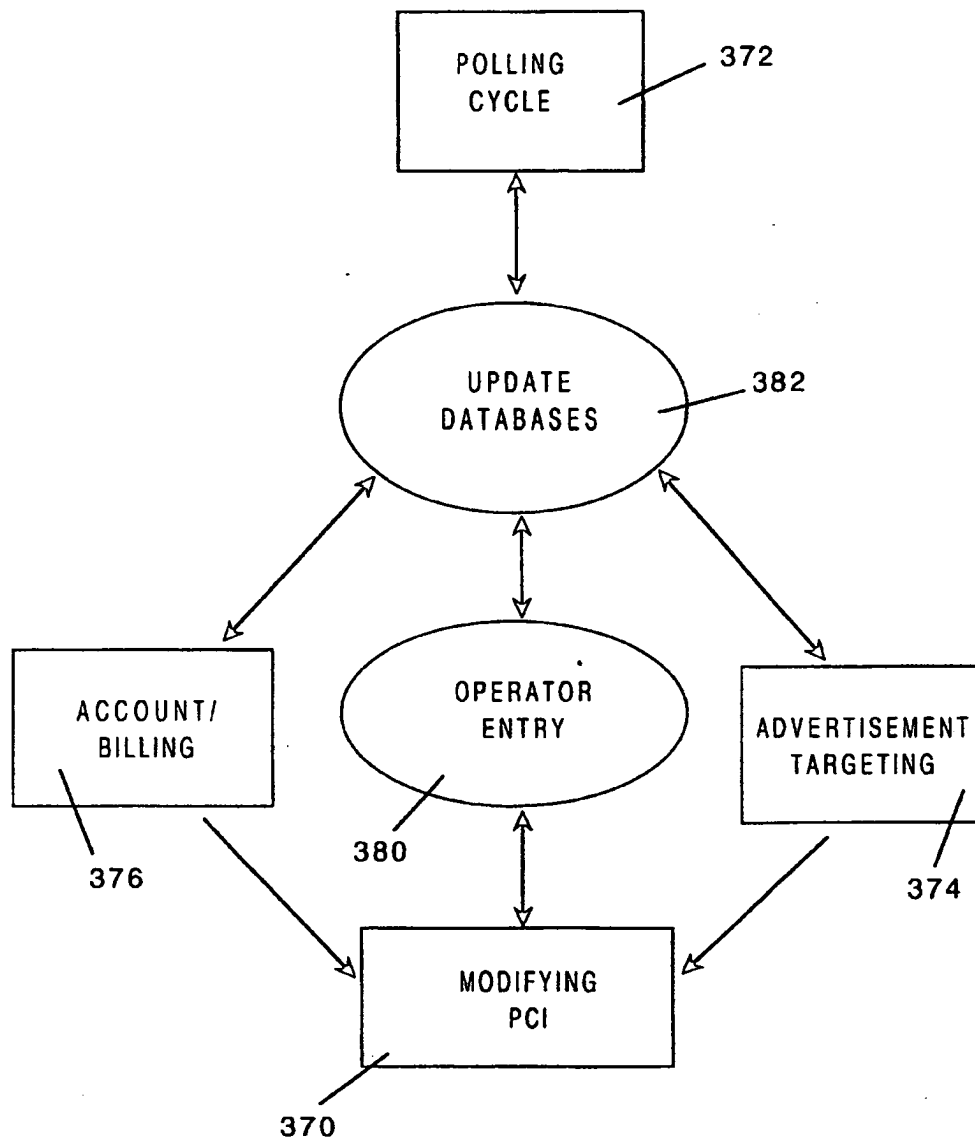 POLLING
CYCLE
372
UPDATE
DATABASES
382
ACCOUNT/
BILLING
376
OPERATOR
ENTRY
380
ADVERTISEMENT
TARGETING
374
MODIFYING
PCI
370